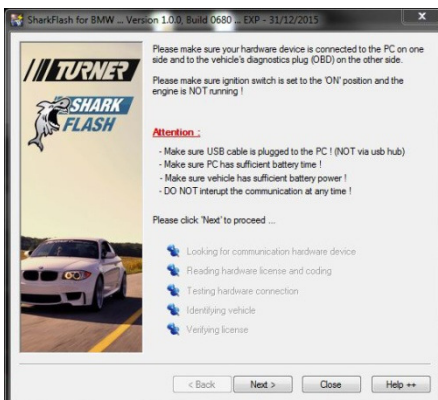 SharkFlash for BMW ... Version 1.0.0, Build 0680 ... EXP - 31/12/2015
TURNER
SHARK
FLASH
Please make sure your hardware device is connected to the PC on one
side and to the vehicle's diagnostics plug (OBD) on the other side.
Please make sure ignition switch is set to the 'ON' position and the
engine is NOT running !
Attention :
- Make sure USB cable is plugged to the PC ! (NOT via usb hub)
- Make sure PC has sufficient battery time !
- Make sure vehicle has sufficient battery power !
- DO NOT interupt the communication at any time !
Please click 'Next' to proceed ...
Looking for communication hardware device
Reading hardware license and coding
Testing hardware connection
Identifying vehicle
Verifying license
< Back
Next >
Close
Help ++